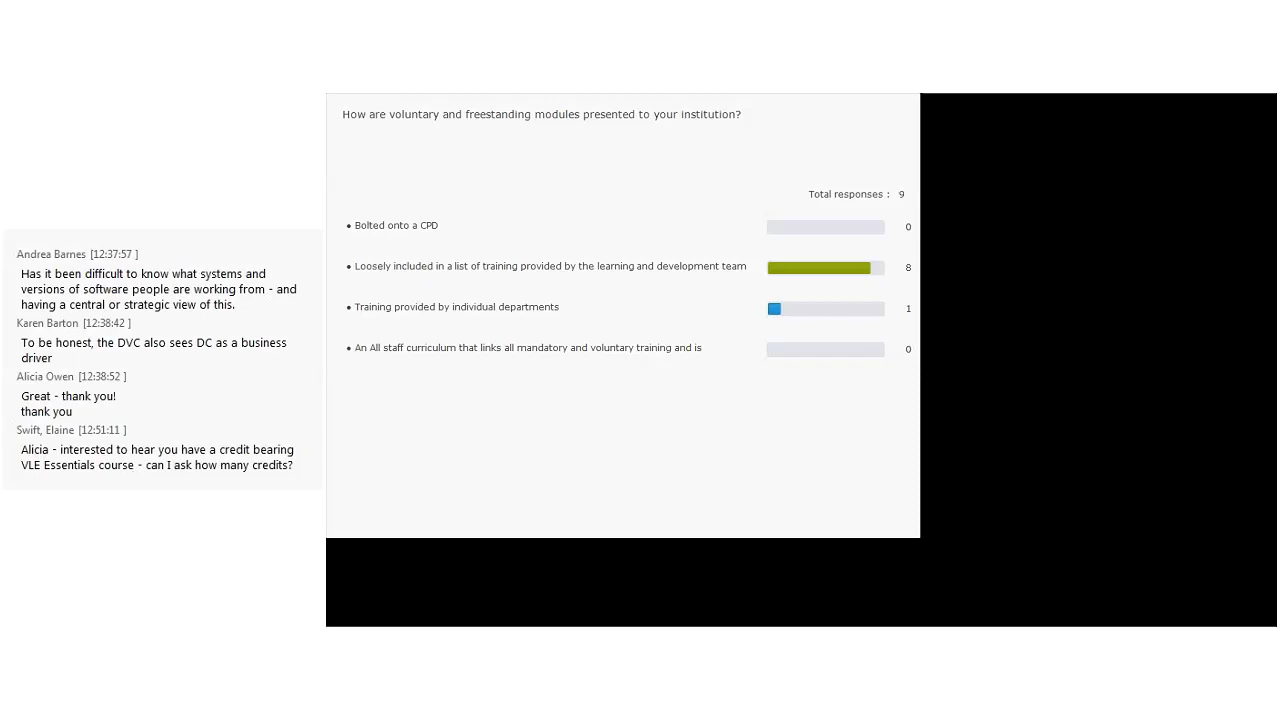 Andrea Barnes [12:37:57 ]
Has it been difficult to know what systems and
versions of software people are working from - and
having a central or strategic view of this.
Karen Barton [12:38:42 ]
To be honest, the DVC also sees DC as a business
driver
Alicia Owen [12:38:52 ]
Great - thank you!
thank you
Swift, Elaine [12:51:11 ]
Alicia - interested to hear you have a credit bearing
VLE Essentials course - can I ask how many credits?
How are voluntary and freestanding modules presented to your institution?
Total responses : 9
• Bolted onto a CPD 0
• Loosely included in a list of training provided by the learning and development team 8
• Training provided by individual departments 1
• An All staff curriculum that links all mandatory and voluntary training and is 0